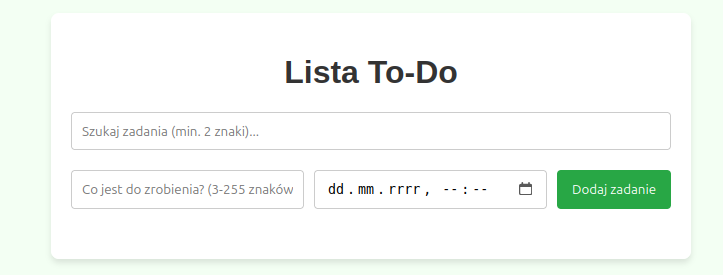 Lista To-Do
Szukaj zadania (min. 2 znaki)...
Co jest do zrobienia? (3-255 znaków
dd.mm.rrrr, --:--
Dodaj zadanie